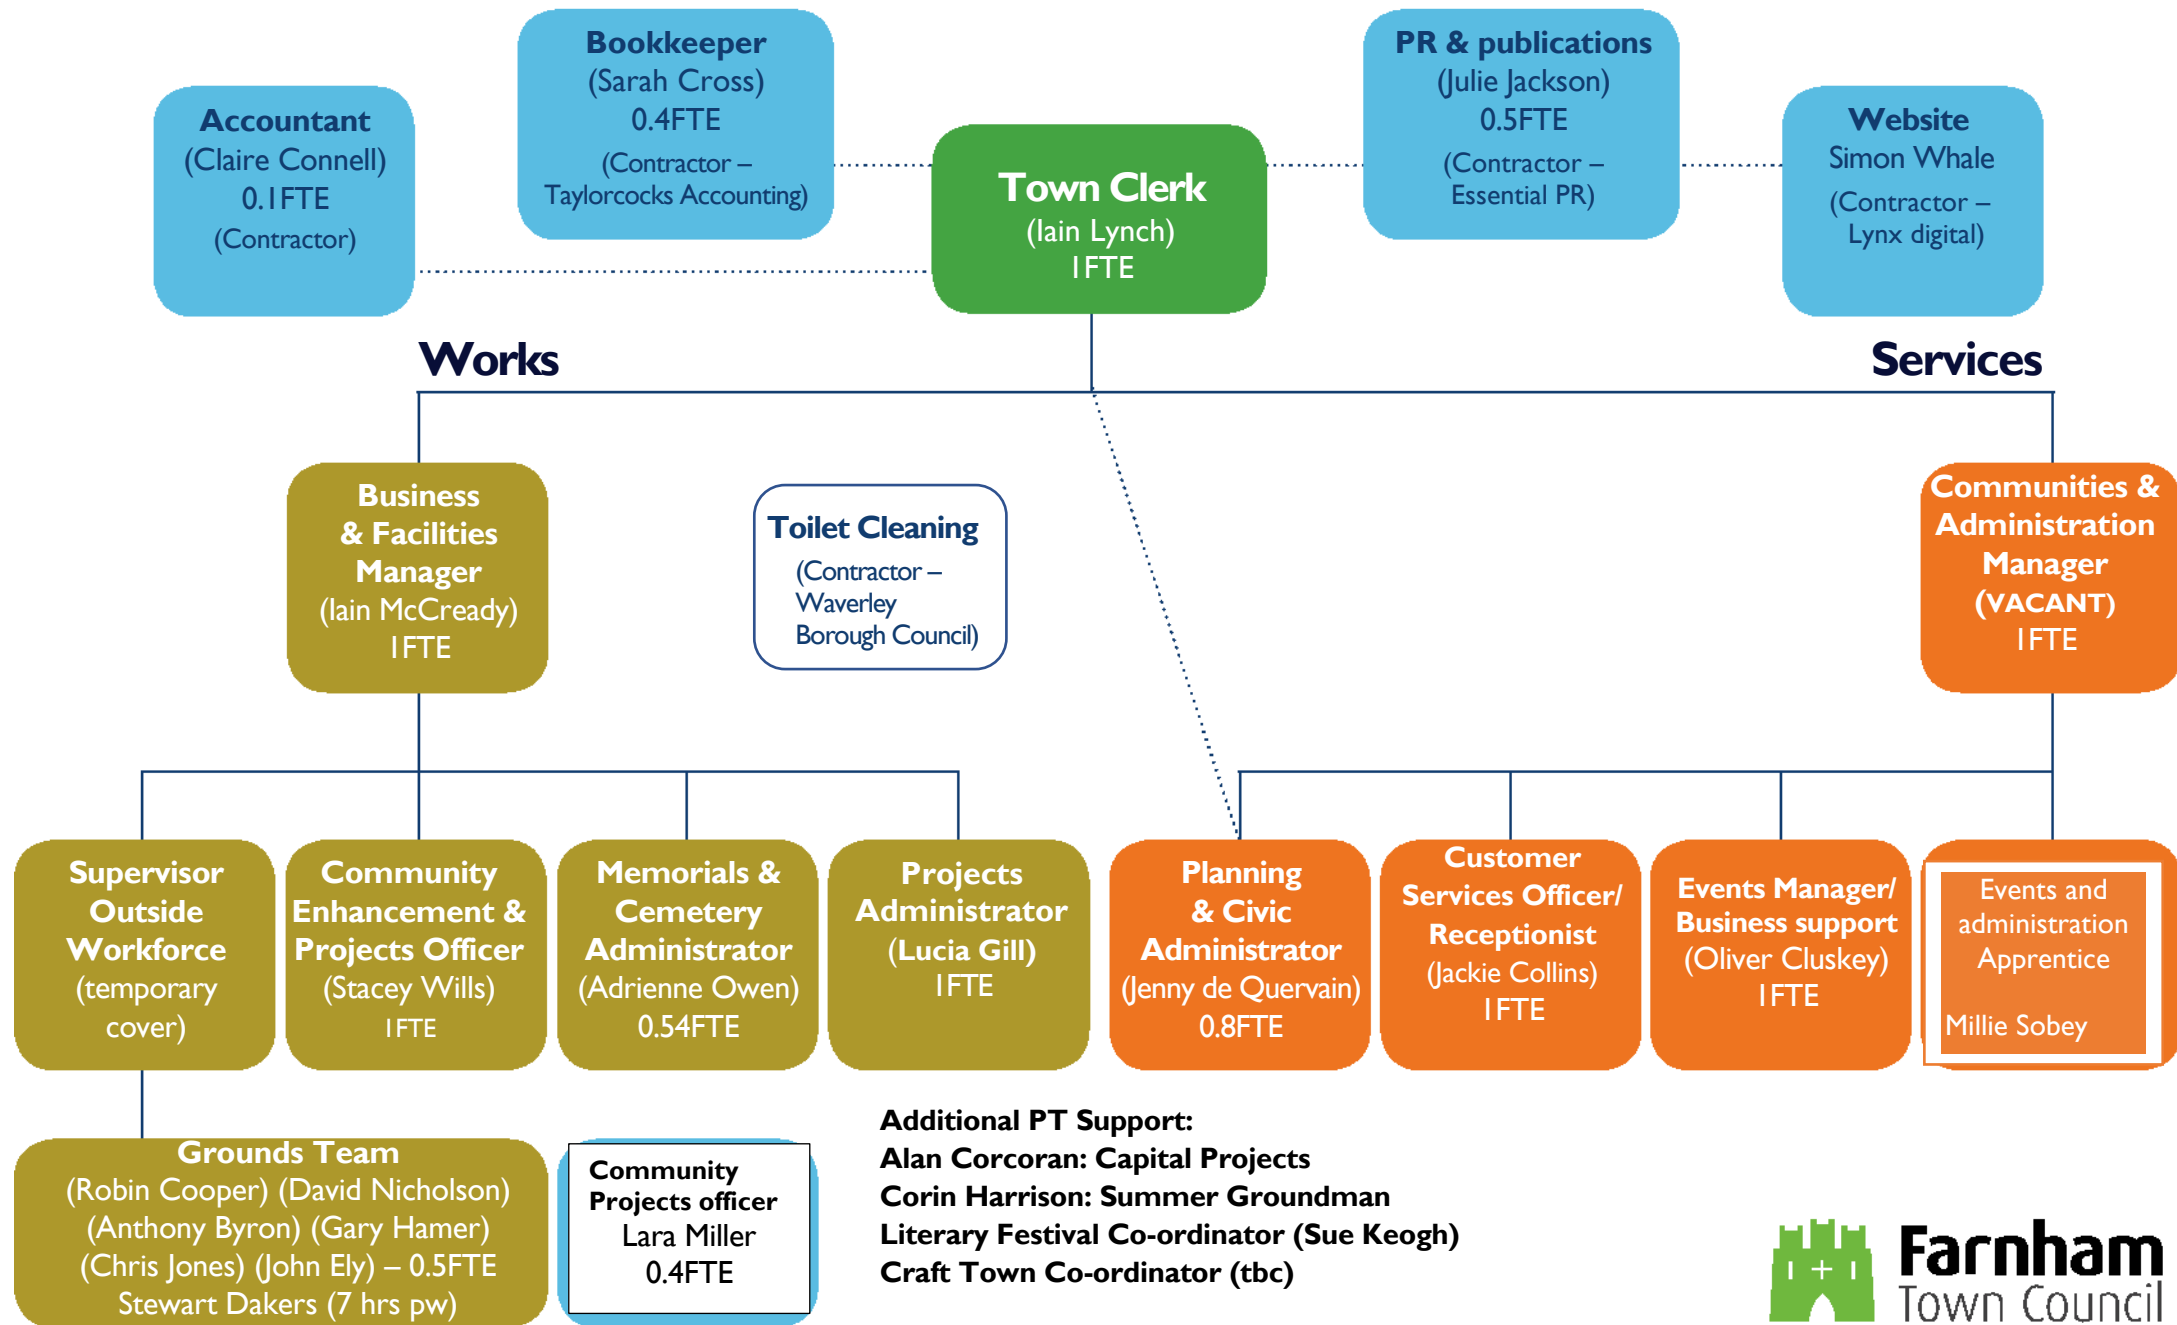 Bookkeeper
(Sarah Cross)
0.4FTE
(Contractor –
Taylorcocks Accounting)
PR & publications
(Julie Jackson)
0.5FTE
(Contractor –
Essential PR)
Accountant
(Claire Connell)
0.1FTE
(Contractor)
Town Clerk
(Iain Lynch)
1FTE
Website
Simon Whale
(Contractor –
Lynx digital)
Works
Services
Business
& Facilities
Manager
(Iain McCready)
1FTE
Toilet Cleaning
(Contractor –
Waverley
Borough Council)
Communities &
Administration
Manager
(VACANT)
1FTE
Supervisor
Outside
Workforce
(temporary
cover)
Community
Enhancement &
Projects Officer
(Stacey Wills)
1FTE
Memorials &
Cemetery
Administrator
(Adrienne Owen)
0.54FTE
Projects
Administrator
(Lucia Gill)
1FTE
Planning
& Civic
Administrator
(Jenny de Quervain)
0.8FTE
Customer
Services Officer/
Receptionist
(Jackie Collins)
1FTE
Events Manager/
Business support
(Oliver Cluskey)
1FTE
Events and
administration
Apprentice
Millie Sobey
Grounds Team
(Robin Cooper) (David Nicholson)
(Anthony Byron) (Gary Hamer)
(Chris Jones) (John Ely) – 0.5FTE
Stewart Dakers (7 hrs pw)
Community
Projects officer
Lara Miller
0.4FTE
Additional PT Support:
Alan Corcoran: Capital Projects
Corin Harrison: Summer Groundman
Literary Festival Co-ordinator (Sue Keogh)
Craft Town Co-ordinator (tbc)
Farnham
Town Council